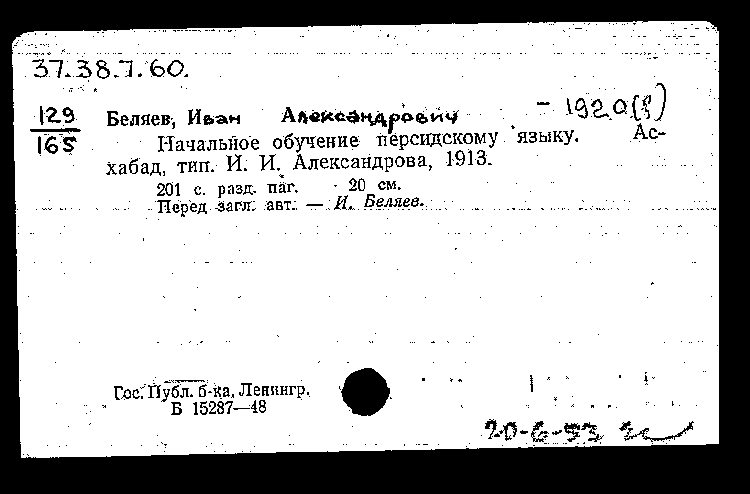 37.38.7.60.
129
165
Беляев, Иван Александрович - 1920(?)
Начальное обучение персидскому языку. Ас-
хабад, тип. И. И. Александрова, 1913.
201 с. разд. паг. 20 см.
Перед загл. авт. — И. Беляев.
Гос. Публ. б-ка, Ленингр.
Б 15287—48
20-6-53